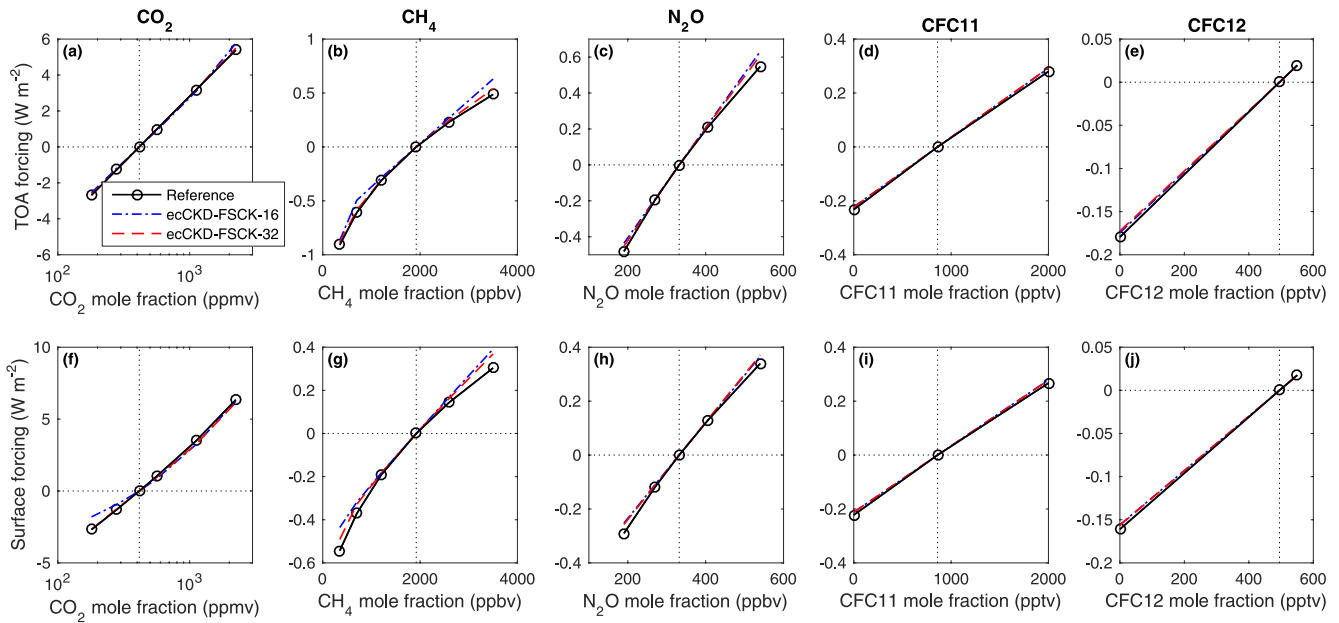 CO2
CH4
N2O
CFC11
CFC12
(a)
(b)
(c)
(d)
(e)
TOA forcing (W m-2)
6
4
2
0
-2
-4
-6
1
0.5
0
-0.5
-1
0.6
0.4
0.2
0
-0.2
-0.4
0.4
0.2
0
-0.2
-0.4
0.05
0
-0.05
-0.1
-0.15
-0.2
Reference
ecCKD-FSCK-16
ecCKD-FSCK-32
10^2 10^3
0 2000 4000
200 400 600
0 1000 2000
0 200 400 600
CO2 mole fraction (ppmv)
CH4 mole fraction (ppbv)
N2O mole fraction (ppbv)
CFC11 mole fraction (pptv)
CFC12 mole fraction (pptv)
(f)
(g)
(h)
(i)
(j)
Surface forcing (W m-2)
10
5
0
-5
0.4
0.2
0
-0.2
-0.4
-0.6
0.4
0.2
0
-0.2
-0.4
0.4
0.2
0
-0.2
-0.4
0.05
0
-0.05
-0.1
-0.15
-0.2
10^2 10^3
0 2000 4000
200 400 600
0 1000 2000
0 200 400 600
CO2 mole fraction (ppmv)
CH4 mole fraction (ppbv)
N2O mole fraction (ppbv)
CFC11 mole fraction (pptv)
CFC12 mole fraction (pptv)